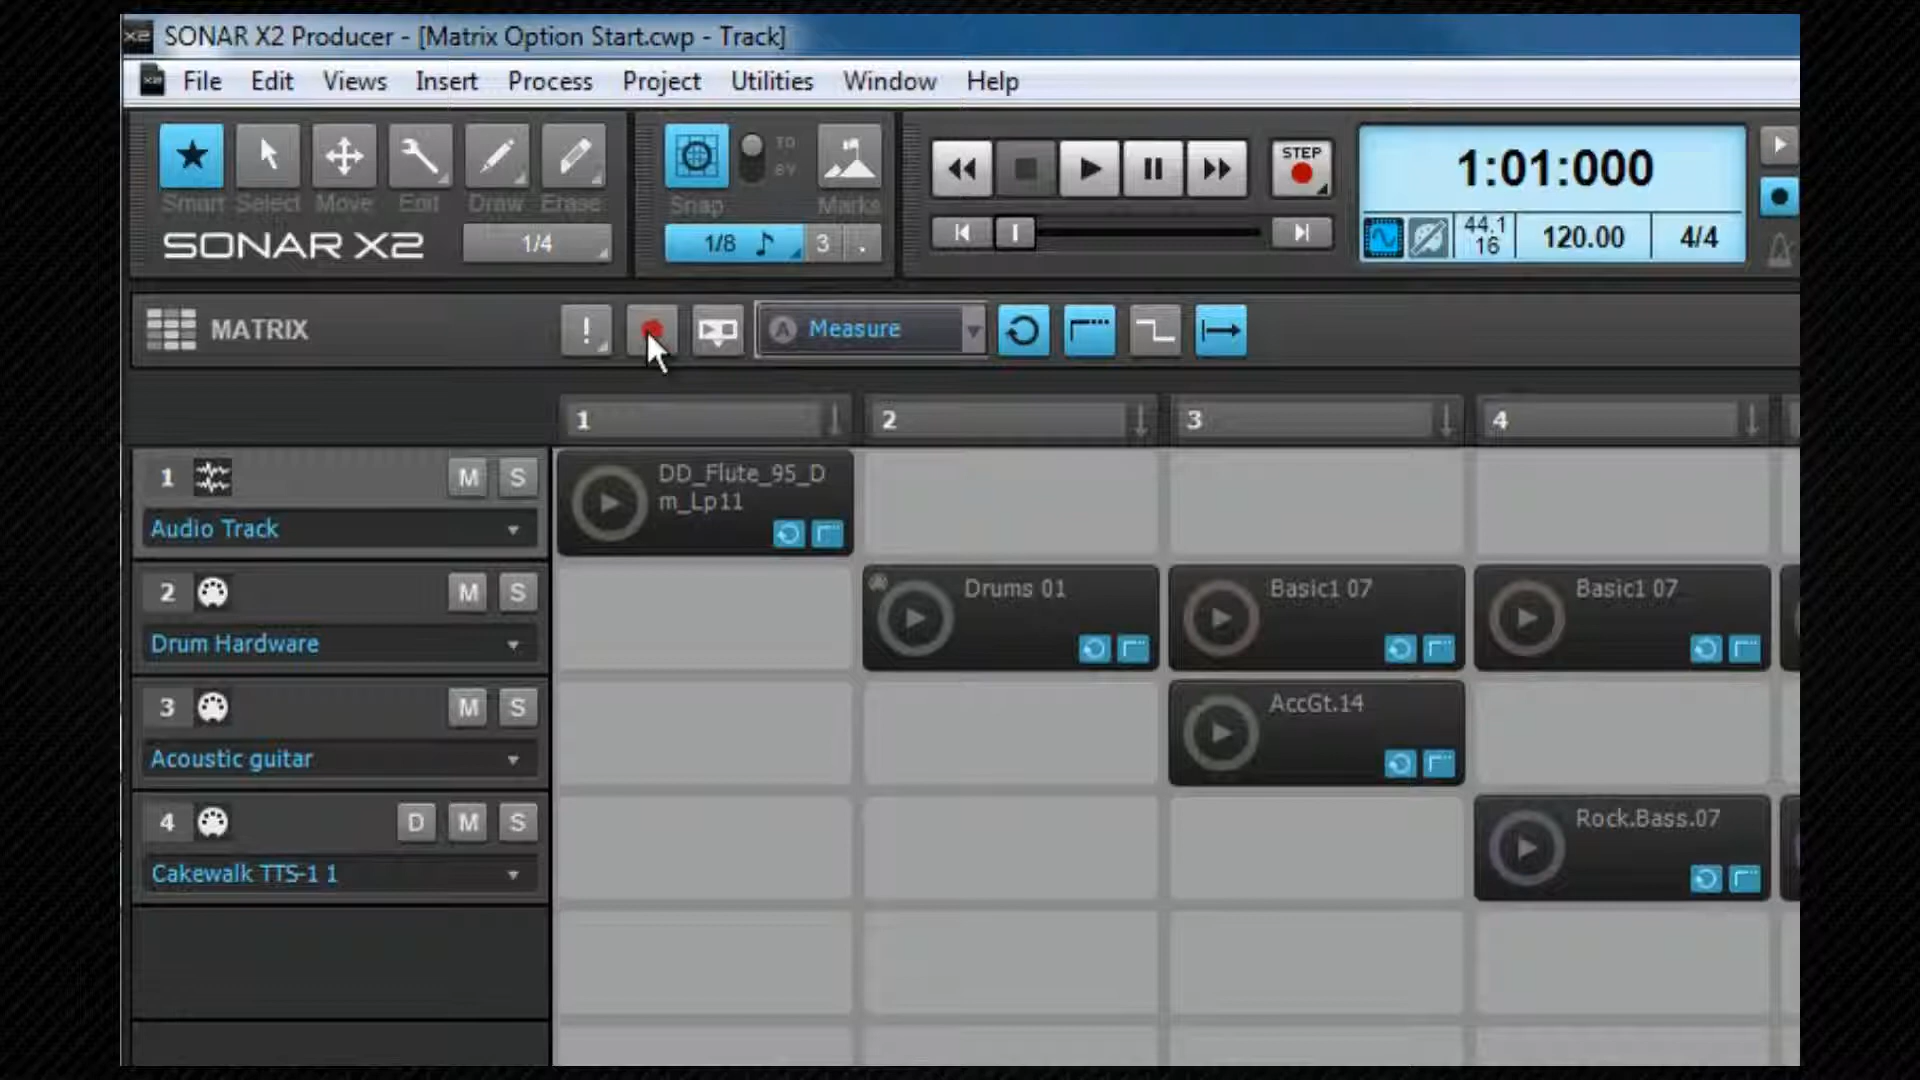 SONAR X2 Producer - [Matrix Option Start.cwp - Track]
File Edit Views Insert Process Project Utilities Window Help
TO
BY
STEP
1:01:000
Smart Select Move Edit Draw Erase
Snap
Marks
SONAR X2
1/4
1/8
3
.
44.1
16
120.00
4/4
MATRIX
!
A Measure
1 2 3 4
1 M S
DD_Flute_95_D
m_Lp11
Audio Track
2 M S
Drums 01
Basic1 07
Basic1 07
Drum Hardware
3 M S
AccGt.14
Acoustic guitar
4 D M S
Rock.Bass.07
Cakewalk TTS-1 1